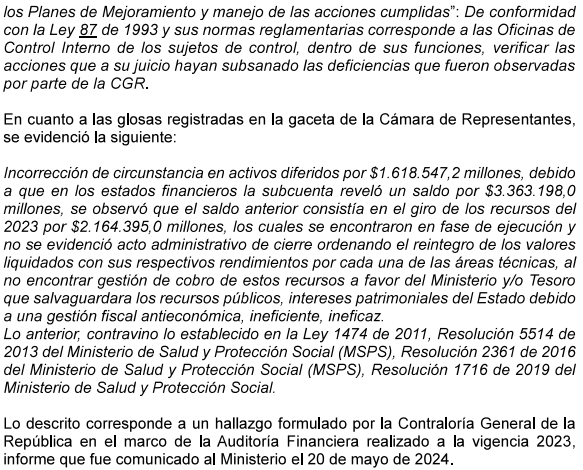 los Planes de Mejoramiento y manejo de las acciones cumplidas”: De conformidad
con la Ley 87 de 1993 y sus normas reglamentarias corresponde a las Oficinas de
Control Interno de los sujetos de control, dentro de sus funciones, verificar las
acciones que a su juicio hayan subsanado las deficiencias que fueron observadas
por parte de la CGR.
En cuanto a las glosas registradas en la gaceta de la Cámara de Representantes,
se evidenció la siguiente:
Incorrección de circunstancia en activos diferidos por $1.618.547,2 millones, debido
a que en los estados financieros la subcuenta reveló un saldo por $3.363.198,0
millones, se observó que el saldo anterior consistía en el giro de los recursos del
2023 por $2.164.395,0 millones, los cuales se encontraron en fase de ejecución y
no se evidenció acto administrativo de cierre ordenando el reintegro de los valores
liquidados con sus respectivos rendimientos por cada una de las áreas técnicas, al
no encontrar gestión de cobro de estos recursos a favor del Ministerio y/o Tesoro
que salvaguardara los recursos públicos, intereses patrimoniales del Estado debido
a una gestión fiscal antieconómica, ineficiente, ineficaz.
Lo anterior, contravino lo establecido en la Ley 1474 de 2011, Resolución 5514 de
2013 del Ministerio de Salud y Protección Social (MSPS), Resolución 2361 de 2016
del Ministerio de Salud y Protección Social (MSPS), Resolución 1716 de 2019 del
Ministerio de Salud y Protección Social.
Lo descrito corresponde a un hallazgo formulado por la Contraloría General de la
República en el marco de la Auditoría Financiera realizado a la vigencia 2023,
informe que fue comunicado al Ministerio el 20 de mayo de 2024.